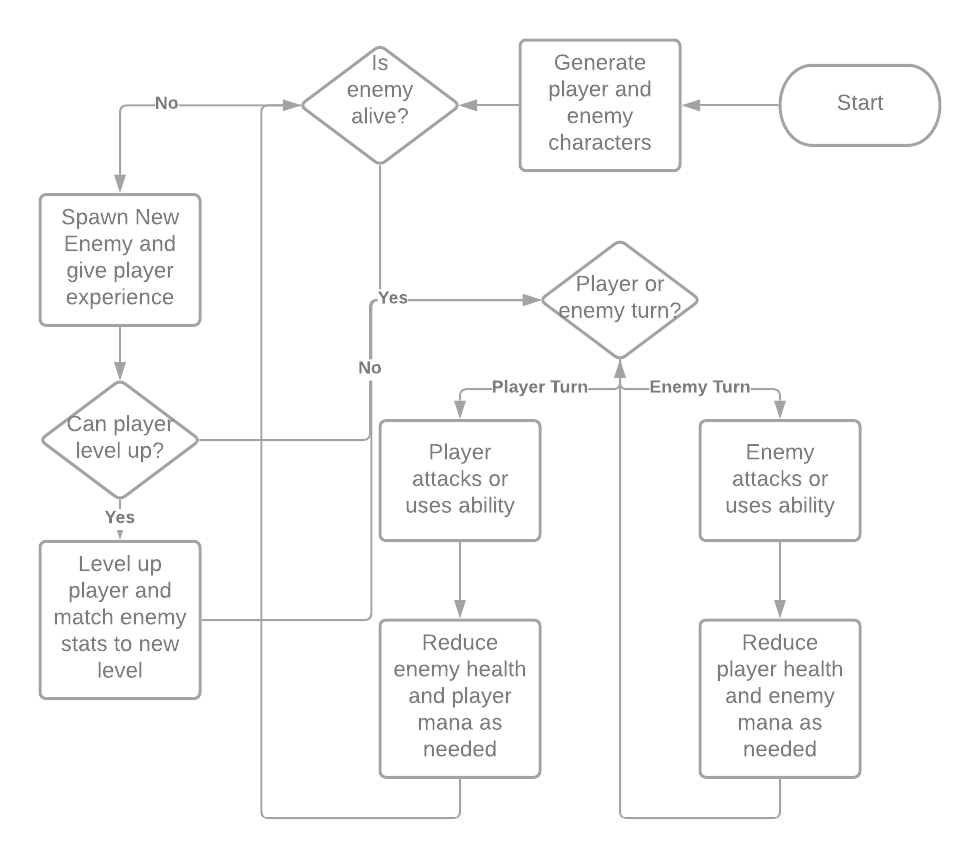 Start
Generate
player and
enemy
characters
Is
enemy
alive?
No
Spawn New
Enemy and
give player
experience
Yes
Player or
enemy turn?
No
Can player
level up?
Player Turn
Enemy Turn
Player
attacks or
uses ability
Enemy
attacks or
uses ability
Yes
Level up
player and
match enemy
stats to new
level
Reduce
enemy health
and player
mana as
needed
Reduce
player health
and enemy
mana as
needed